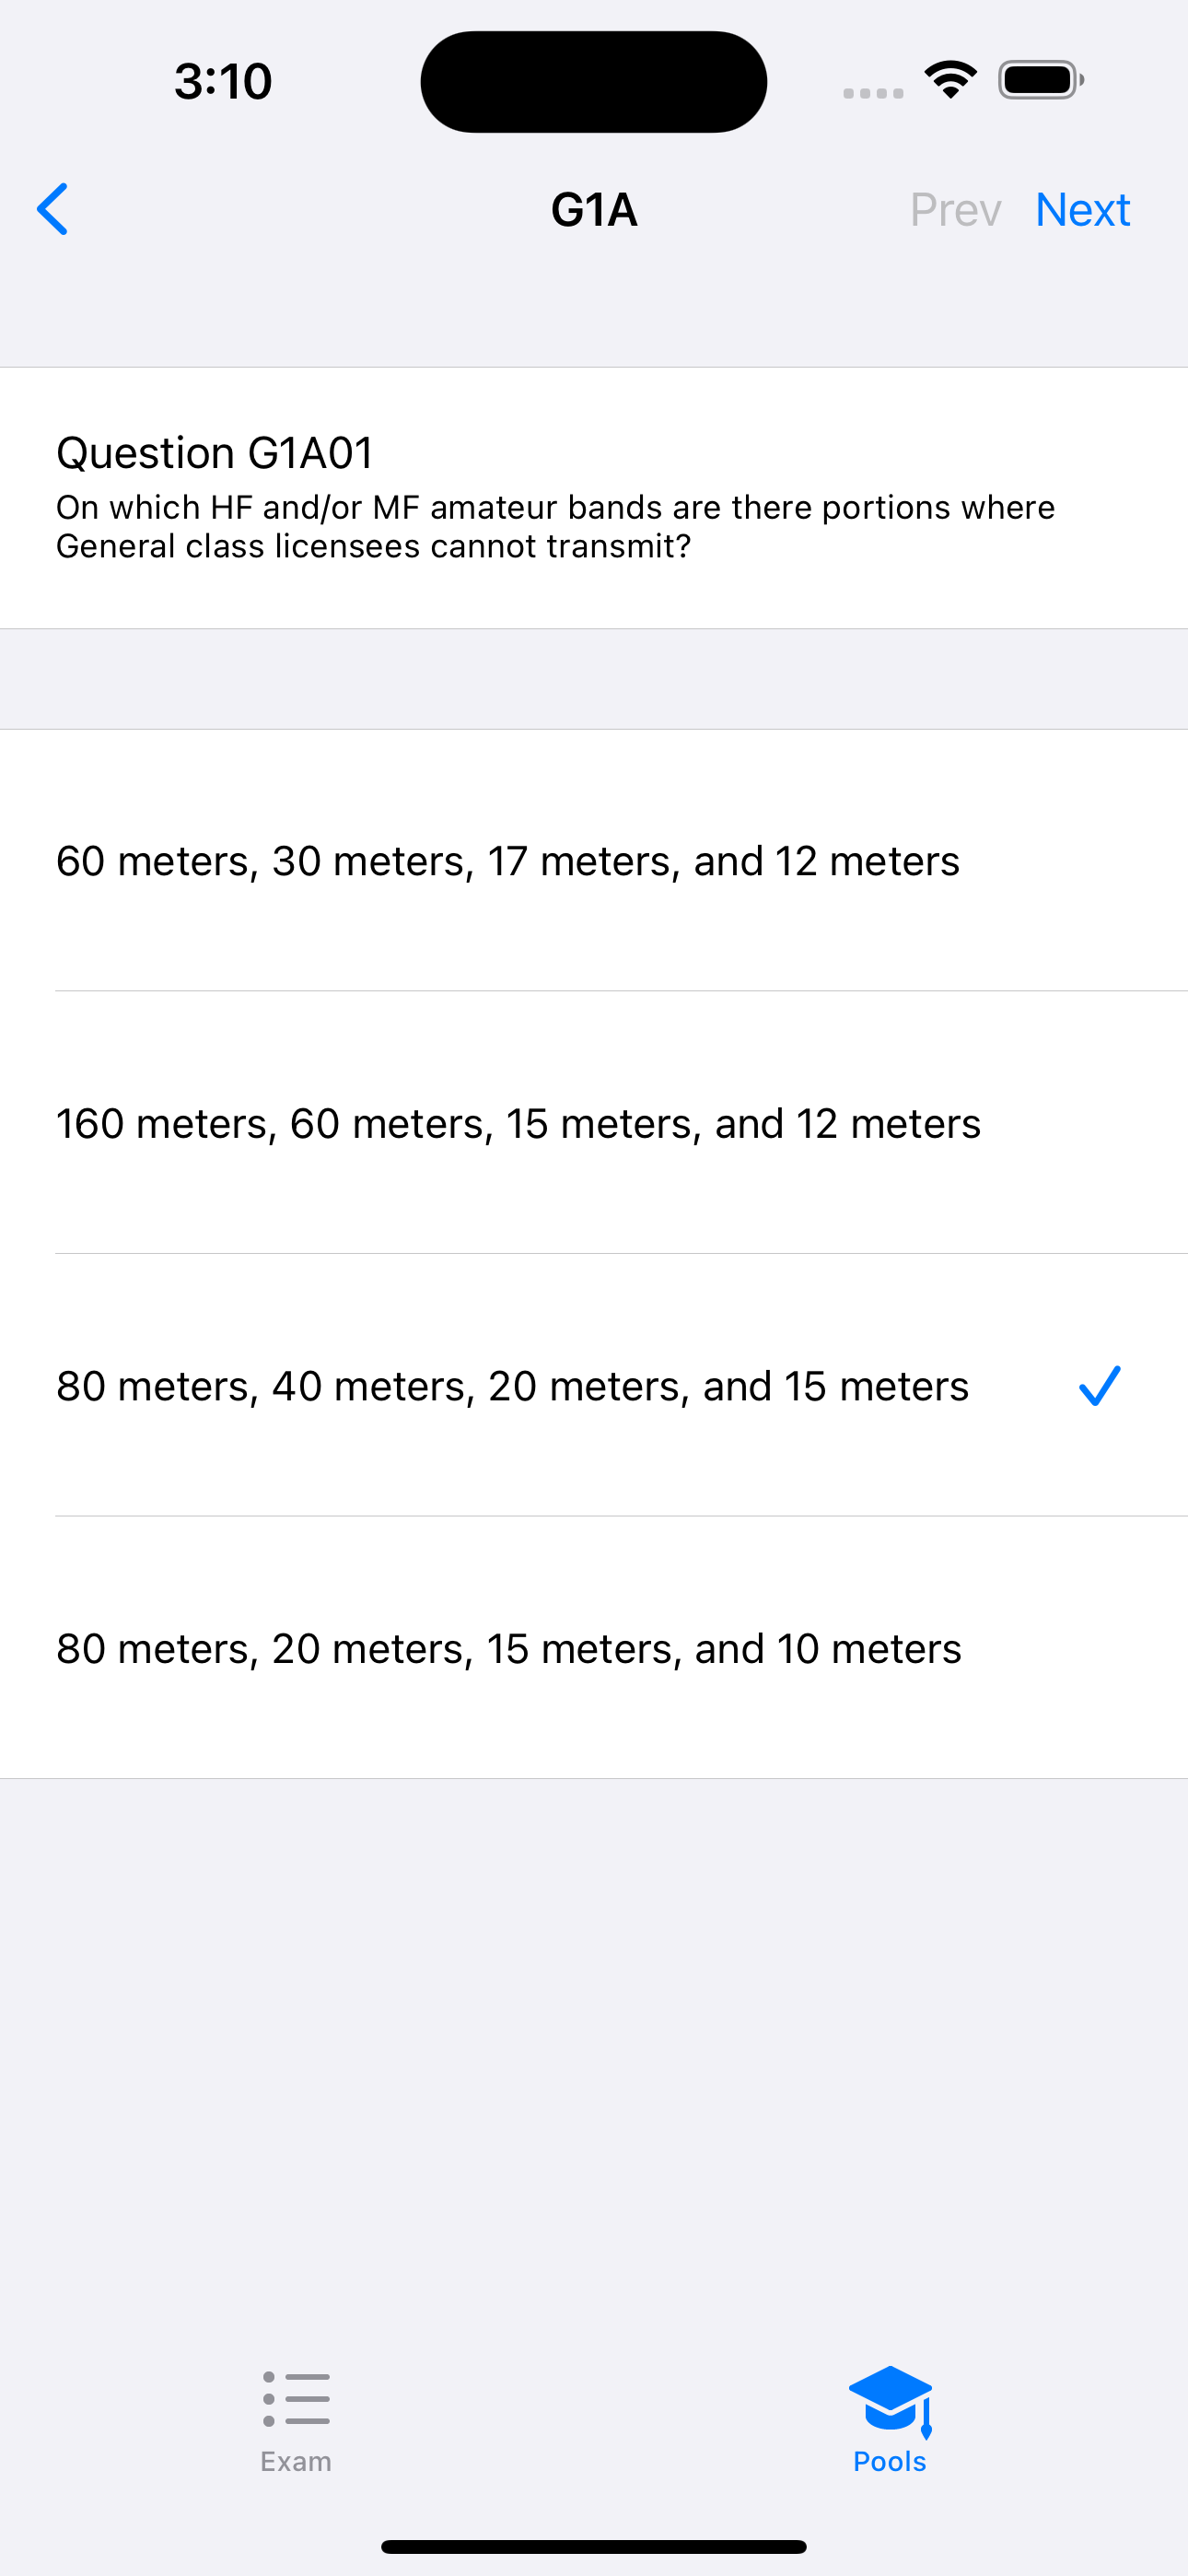 3:10
G1A
Prev
Next
Question G1A01
On which HF and/or MF amateur bands are there portions where
General class licensees cannot transmit?
60 meters, 30 meters, 17 meters, and 12 meters
160 meters, 60 meters, 15 meters, and 12 meters
80 meters, 40 meters, 20 meters, and 15 meters
80 meters, 20 meters, 15 meters, and 10 meters
Exam
Pools